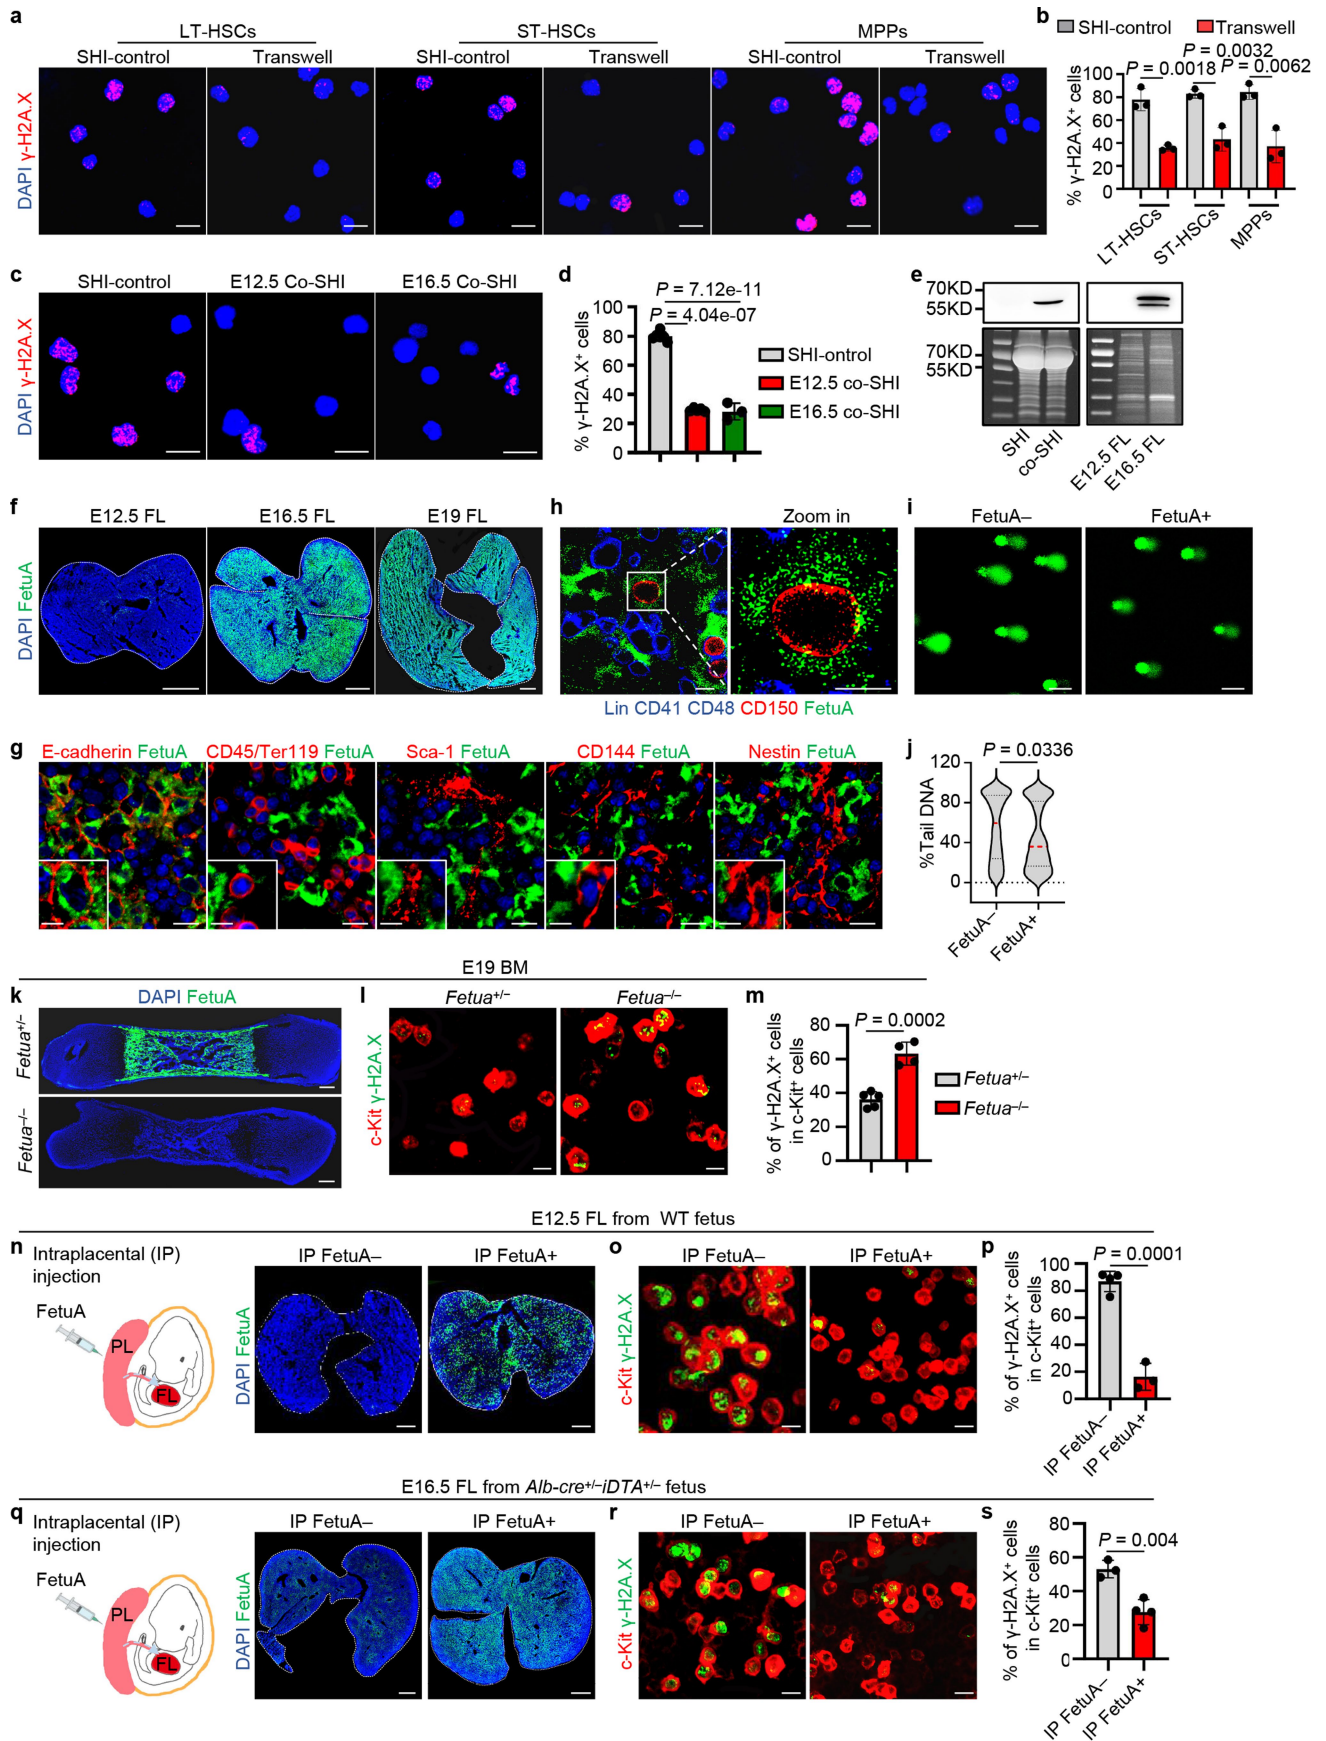 a
LT-HSCs
ST-HSCs
MPPs
SHI-control
Transwell
SHI-control
Transwell
SHI-control
Transwell
DAPI γ-H2A.X
b
SHI-control
Transwell
P = 0.0032
P = 0.0018
P = 0.0062
% γ-H2A.X⁺ cells
100
80
60
40
20
0
LT-HSCs
ST-HSCs
MPPs
c
SHI-control
E12.5 Co-SHI
E16.5 Co-SHI
DAPI γ-H2A.X
d
P = 7.12e-11
P = 4.04e-07
% γ-H2A.X⁺ cells
100
80
60
40
20
0
SHI-ontrol
E12.5 co-SHI
E16.5 co-SHI
e
70KD
55KD
70KD
55KD
SHI
co-SHI
E12.5 FL
E16.5 FL
f
E12.5 FL
E16.5 FL
E19 FL
DAPI FetuA
h
Zoom in
Lin CD41 CD48 CD150 FetuA
i
FetuA–
FetuA+
g
E-cadherin FetuA
CD45/Ter119 FetuA
Sca-1 FetuA
CD144 FetuA
Nestin FetuA
j
P = 0.0336
%Tail DNA
120
80
40
0
FetuA–
FetuA+
E19 BM
k
DAPI FetuA
Fetua⁺/⁻
Fetua⁻/⁻
l
Fetua⁺/⁻
Fetua⁻/⁻
c-Kit γ-H2A.X
m
P = 0.0002
% of γ-H2A.X⁺ cells
in c-Kit⁺ cells
80
60
40
20
0
Fetua⁺/⁻
Fetua⁻/⁻
E12.5 FL from WT fetus
n
Intraplacental (IP)
injection
FetuA
PL
FL
IP FetuA–
IP FetuA+
DAPI FetuA
o
IP FetuA–
IP FetuA+
c-Kit γ-H2A.X
p
P = 0.0001
% of γ-H2A.X⁺ cells
in c-Kit⁺ cells
100
80
60
40
20
0
IP FetuA–
IP FetuA+
E16.5 FL from Alb-cre⁺/⁻iDTA⁺/⁻ fetus
q
Intraplacental (IP)
injection
FetuA
PL
FL
IP FetuA–
IP FetuA+
DAPI FetuA
r
IP FetuA–
IP FetuA+
c-Kit γ-H2A.X
s
P = 0.004
% of γ-H2A.X⁺ cells
in c-Kit⁺ cells
80
60
40
20
0
IP FetuA–
IP FetuA+